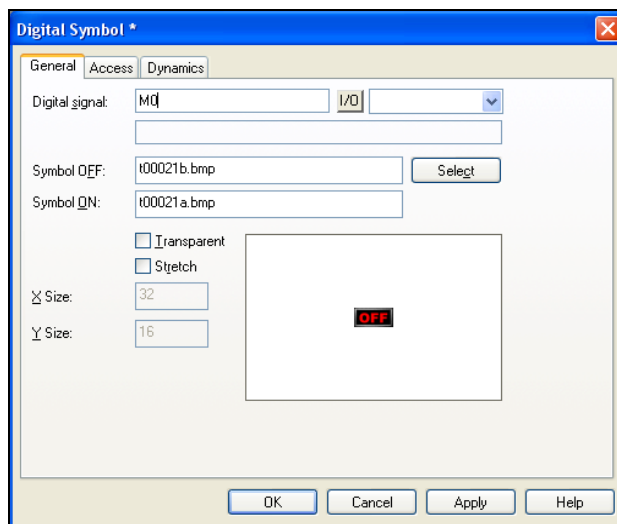 Digital Symbol *
General Access Dynamics
Digital signal: M0 I/O
Symbol OFF: t00021b.bmp Select
Symbol ON: t00021a.bmp
Transparent
Stretch
X Size: 32
Y Size: 16
OFF
OK Cancel Apply Help